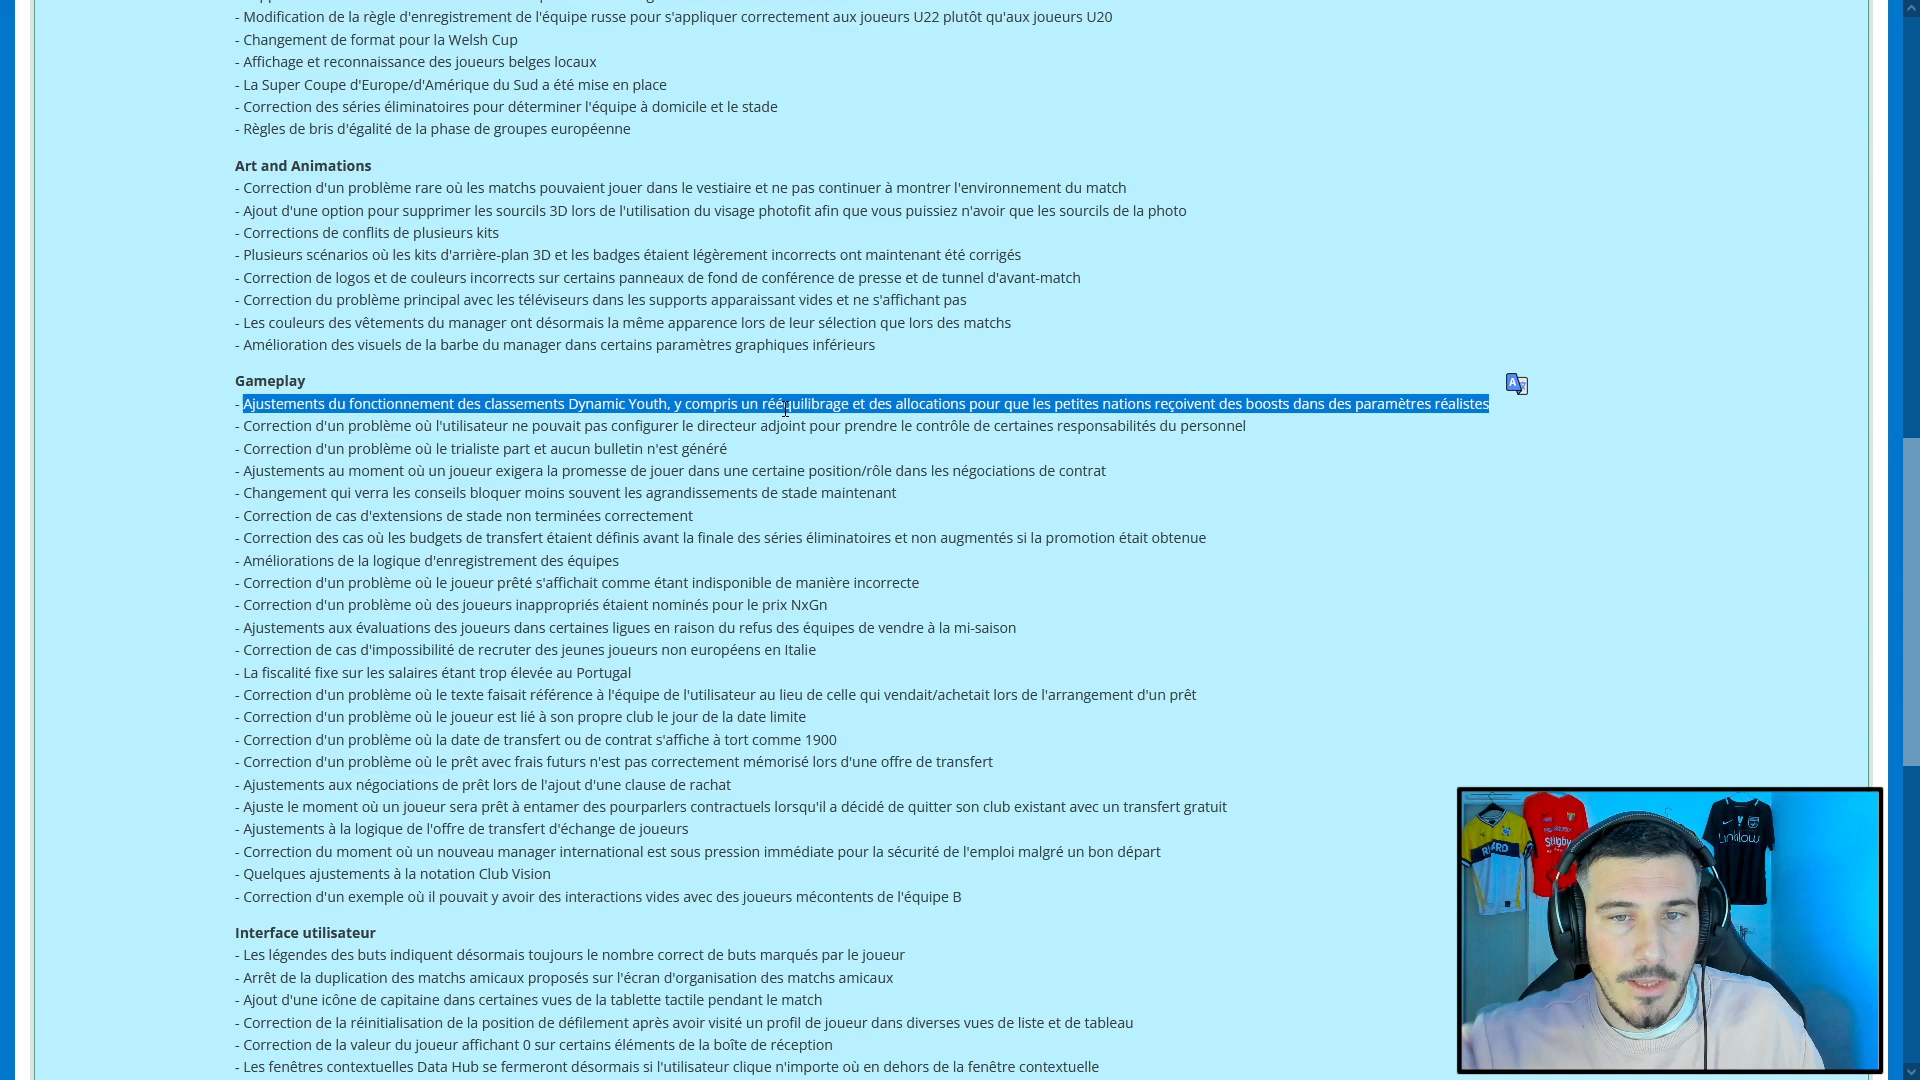 - Modification de la règle d'enregistrement de l'équipe russe pour s'appliquer correctement aux joueurs U22 plutôt qu'aux joueurs U20
- Changement de format pour la Welsh Cup
- Affichage et reconnaissance des joueurs belges locaux
- La Super Coupe d'Europe/d'Amérique du Sud a été mise en place
- Correction des séries éliminatoires pour déterminer l'équipe à domicile et le stade
- Règles de bris d'égalité de la phase de groupes européenne
Art and Animations
- Correction d'un problème rare où les matchs pouvaient jouer dans le vestiaire et ne pas continuer à montrer l'environnement du match
- Ajout d'une option pour supprimer les sourcils 3D lors de l'utilisation du visage photofit afin que vous puissiez n'avoir que les sourcils de la photo
- Corrections de conflits de plusieurs kits
- Plusieurs scénarios où les kits d'arrière-plan 3D et les badges étaient légèrement incorrects ont maintenant été corrigés
- Correction de logos et de couleurs incorrects sur certains panneaux de fond de conférence de presse et de tunnel d'avant-match
- Correction du problème principal avec les téléviseurs dans les supports apparaissant vides et ne s'affichant pas
- Les couleurs des vêtements du manager ont désormais la même apparence lors de leur sélection que lors des matchs
- Amélioration des visuels de la barbe du manager dans certains paramètres graphiques inférieurs
Gameplay
- Ajustements du fonctionnement des classements Dynamic Youth, y compris un rééquilibrage et des allocations pour que les petites nations reçoivent des boosts dans des paramètres réalistes
- Correction d'un problème où l'utilisateur ne pouvait pas configurer le directeur adjoint pour prendre le contrôle de certaines responsabilités du personnel
- Correction d'un problème où le trialiste part et aucun bulletin n'est généré
- Ajustements au moment où un joueur exigera la promesse de jouer dans une certaine position/rôle dans les négociations de contrat
- Changement qui verra les conseils bloquer moins souvent les agrandissements de stade maintenant
- Correction de cas d'extensions de stade non terminées correctement
- Correction des cas où les budgets de transfert étaient définis avant la finale des séries éliminatoires et non augmentés si la promotion était obtenue
- Améliorations de la logique d'enregistrement des équipes
- Correction d'un problème où le joueur prêté s'affichait comme étant indisponible de manière incorrecte
- Correction d'un problème où des joueurs inappropriés étaient nominés pour le prix NxGn
- Ajustements aux évaluations des joueurs dans certaines ligues en raison du refus des équipes de vendre à la mi-saison
- Correction de cas d'impossibilité de recruter des jeunes joueurs non européens en Italie
- La fiscalité fixe sur les salaires étant trop élevée au Portugal
- Correction d'un problème où le texte faisait référence à l'équipe de l'utilisateur au lieu de celle qui vendait/achetait lors de l'arrangement d'un prêt
- Correction d'un problème où le joueur est lié à son propre club le jour de la date limite
- Correction d'un problème où la date de transfert ou de contrat s'affiche à tort comme 1900
- Correction d'un problème où le prêt avec frais futurs n'est pas correctement mémorisé lors d'une offre de transfert
- Ajustements aux négociations de prêt lors de l'ajout d'une clause de rachat
- Ajuste le moment où un joueur sera prêt à entamer des pourparlers contractuels lorsqu'il a décidé de quitter son club existant avec un transfert gratuit
- Ajustements à la logique de l'offre de transfert d'échange de joueurs
- Correction du moment où un nouveau manager international est sous pression immédiate pour la sécurité de l'emploi malgré un bon départ
- Quelques ajustements à la notation Club Vision
- Correction d'un exemple où il pouvait y avoir des interactions vides avec des joueurs mécontents de l'équipe B
Interface utilisateur
- Les légendes des buts indiquent désormais toujours le nombre correct de buts marqués par le joueur
- Arrêt de la duplication des matchs amicaux proposés sur l'écran d'organisation des matchs amicaux
- Ajout d'une icône de capitaine dans certaines vues de la tablette tactile pendant le match
- Correction de la réinitialisation de la position de défilement après avoir visité un profil de joueur dans diverses vues de liste et de tableau
- Correction de la valeur du joueur affichant 0 sur certains éléments de la boîte de réception
- Les fenêtres contextuelles Data Hub se fermeront désormais si l'utilisateur clique n'importe où en dehors de la fenêtre contextuelle